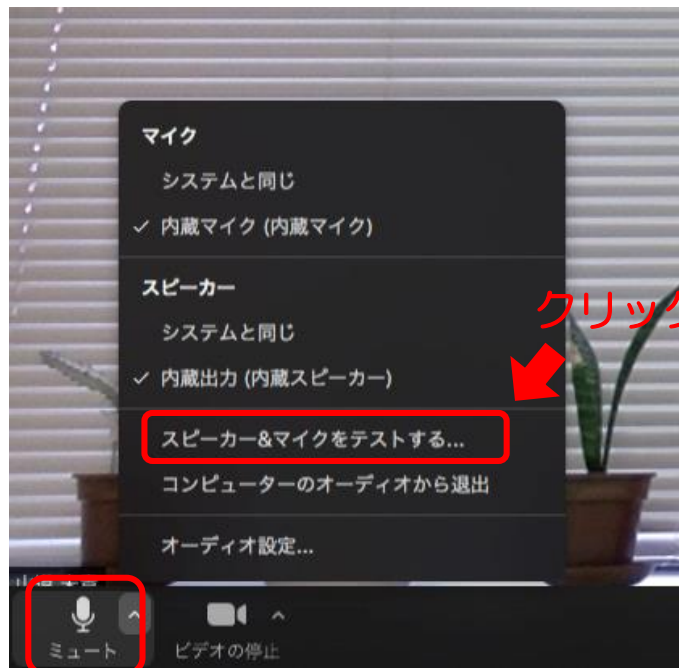 マイク
システムと同じ
✓ 内蔵マイク (内蔵マイク)
スピーカー
システムと同じ
クリック
✓ 内蔵出力 (内蔵スピーカー)
スピーカー&マイクをテストする...
コンピューターのオーディオから退出
オーディオ設定...
ミュート
ビデオの停止